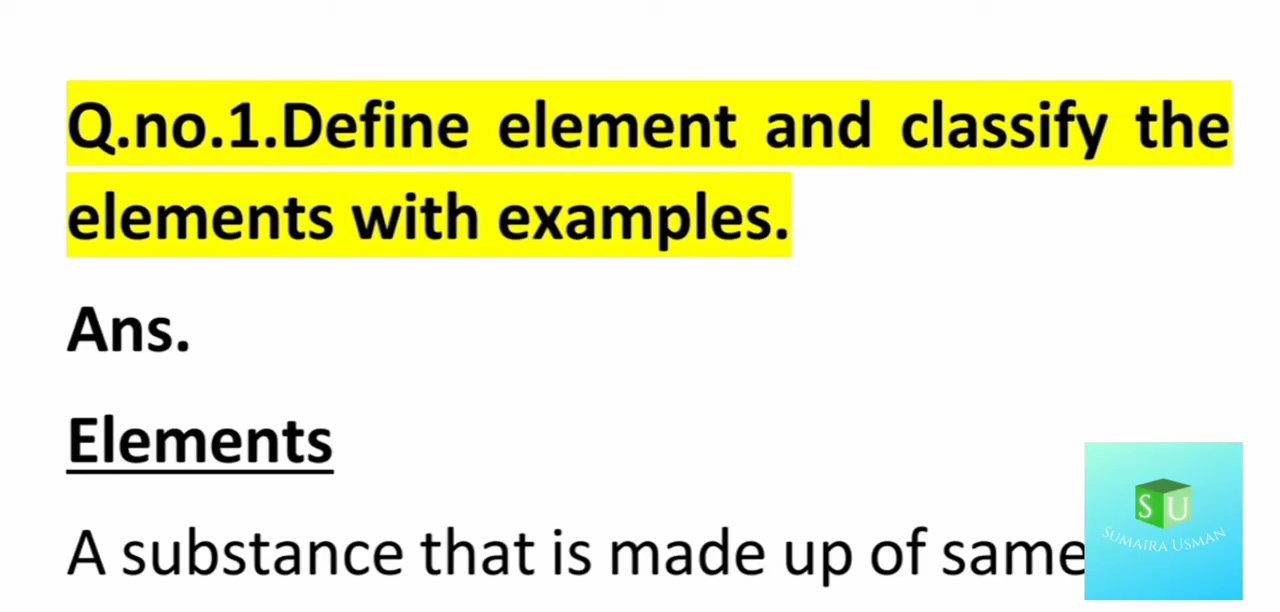 Q.no.1.Define element and classify the
elements with examples.
Ans.
Elements
A substance that is made up of same
S U
SUMAIRA USMAN